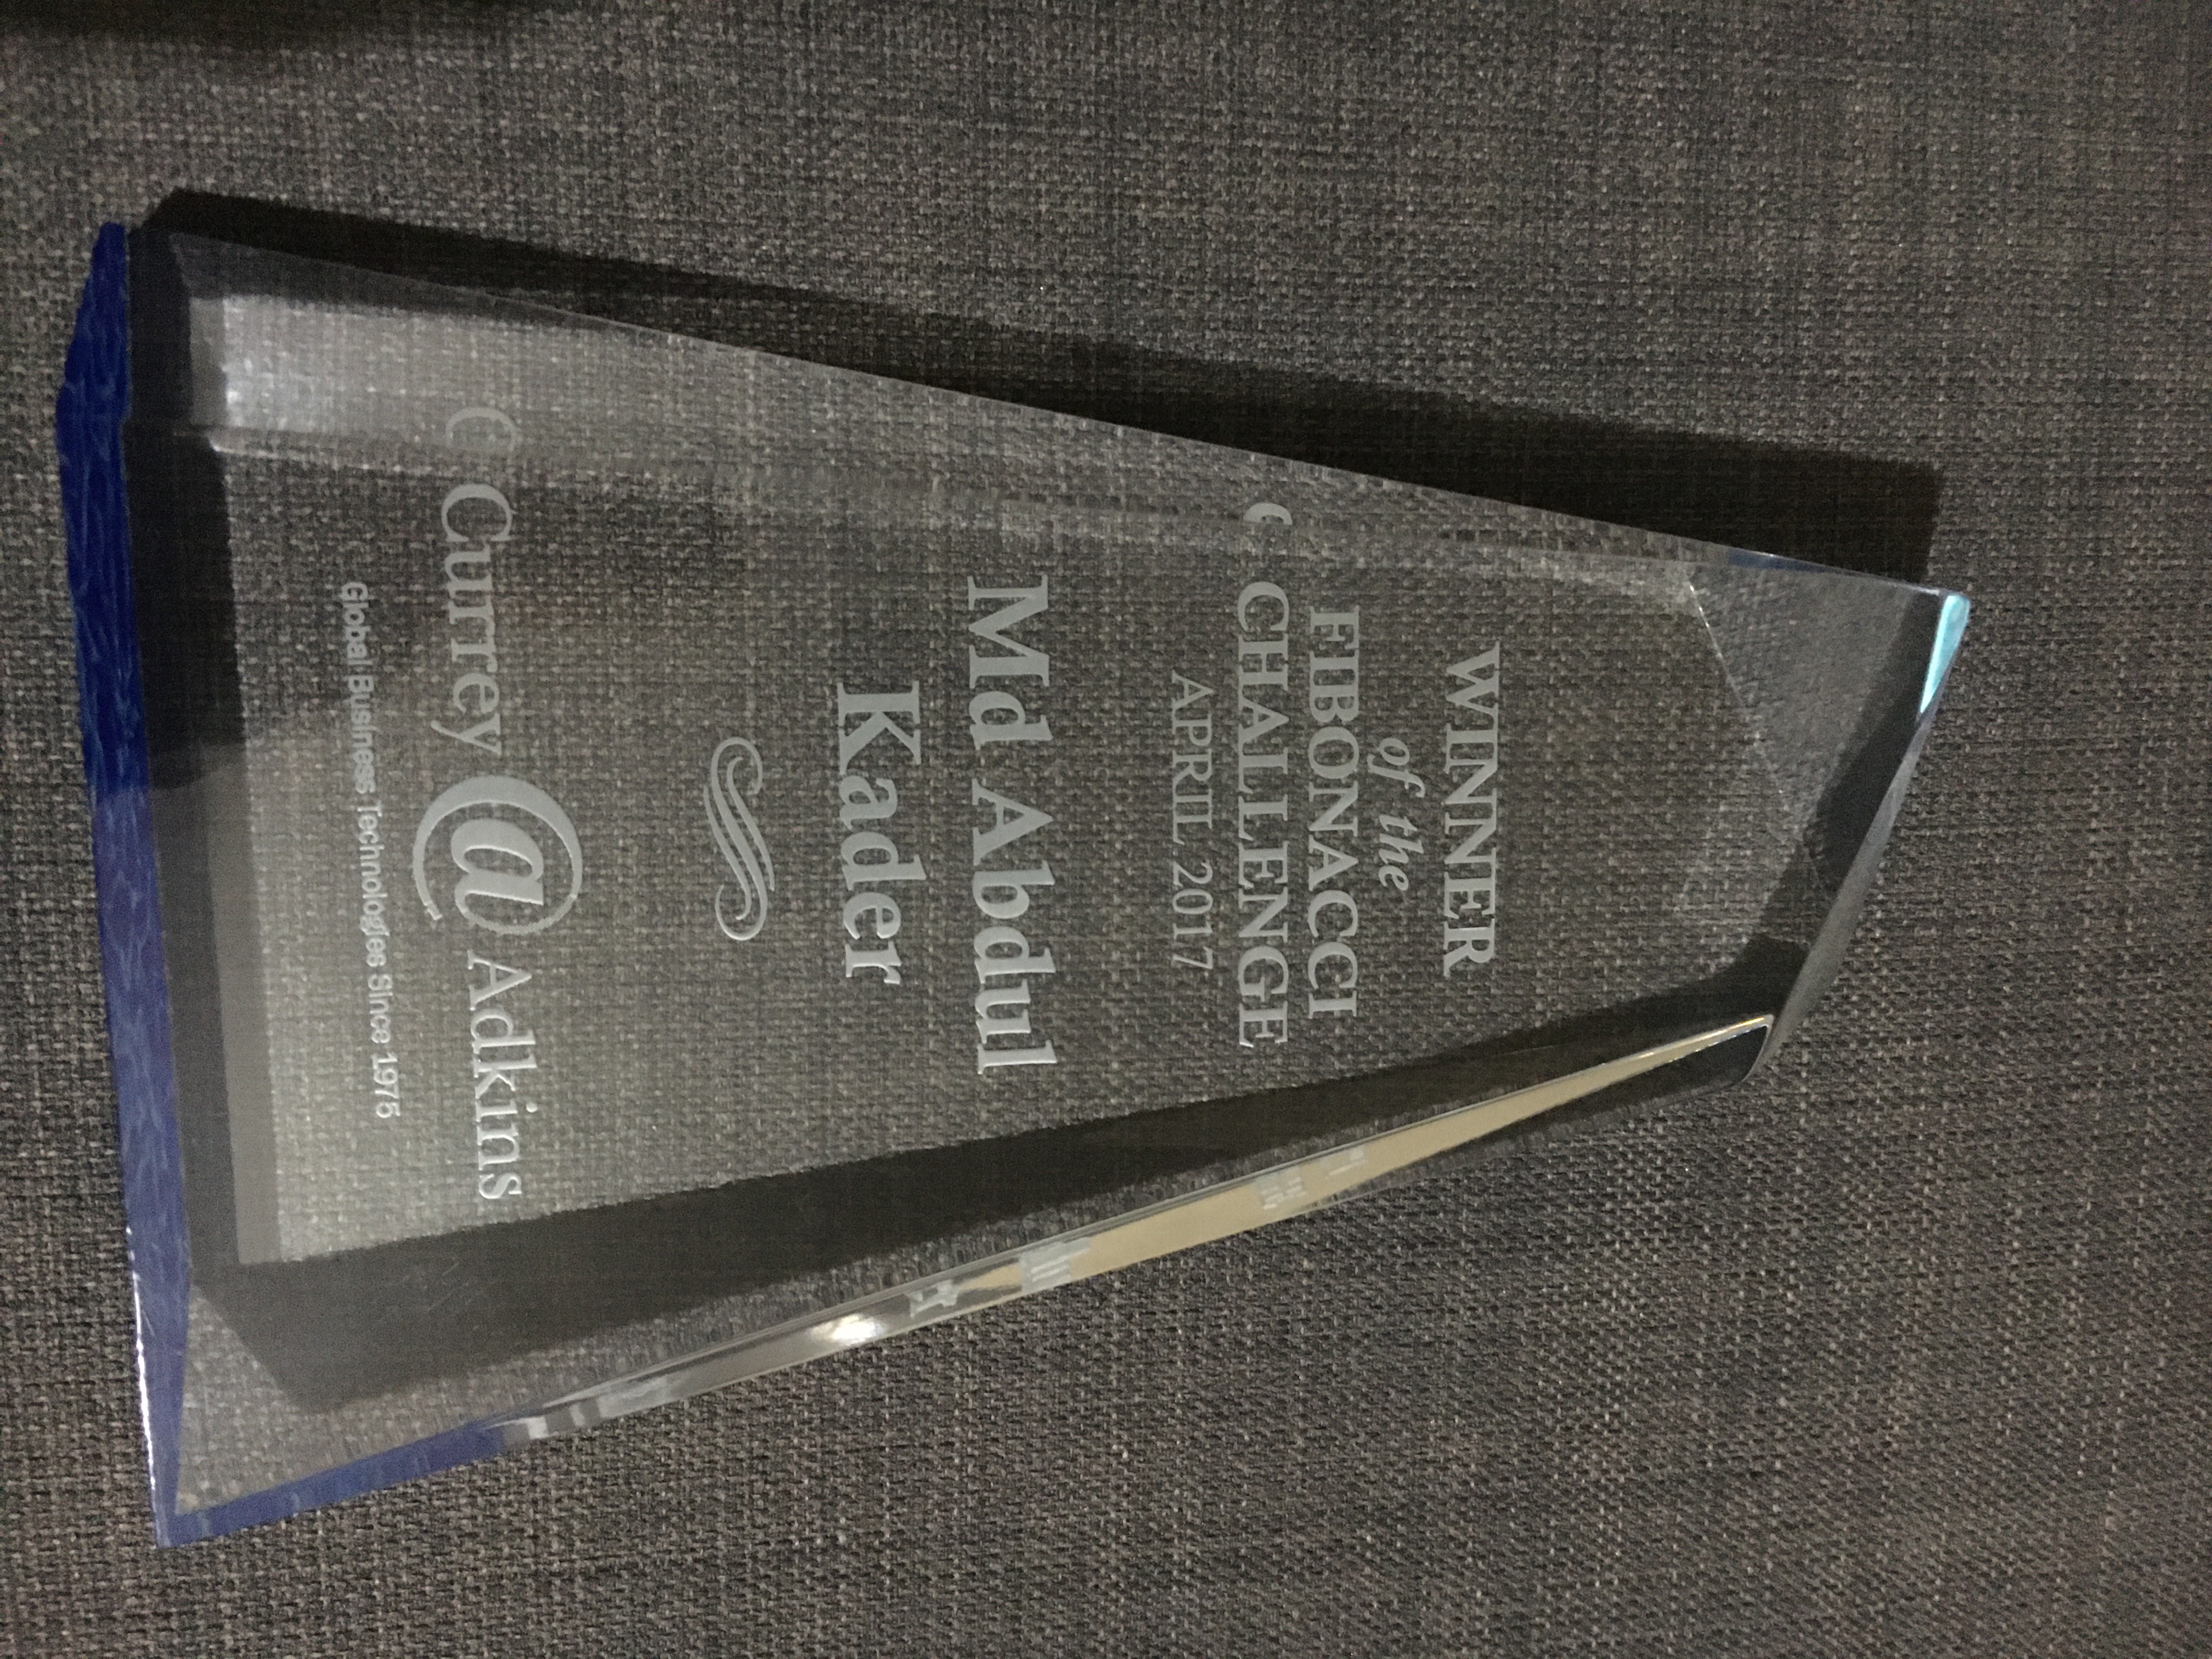 WINNER
of the
FIBONACCI
CHALLENGE
APRIL 2017
Md Abdul
Kader
Currey @ Adkins
Global Business Technologies Since 1975